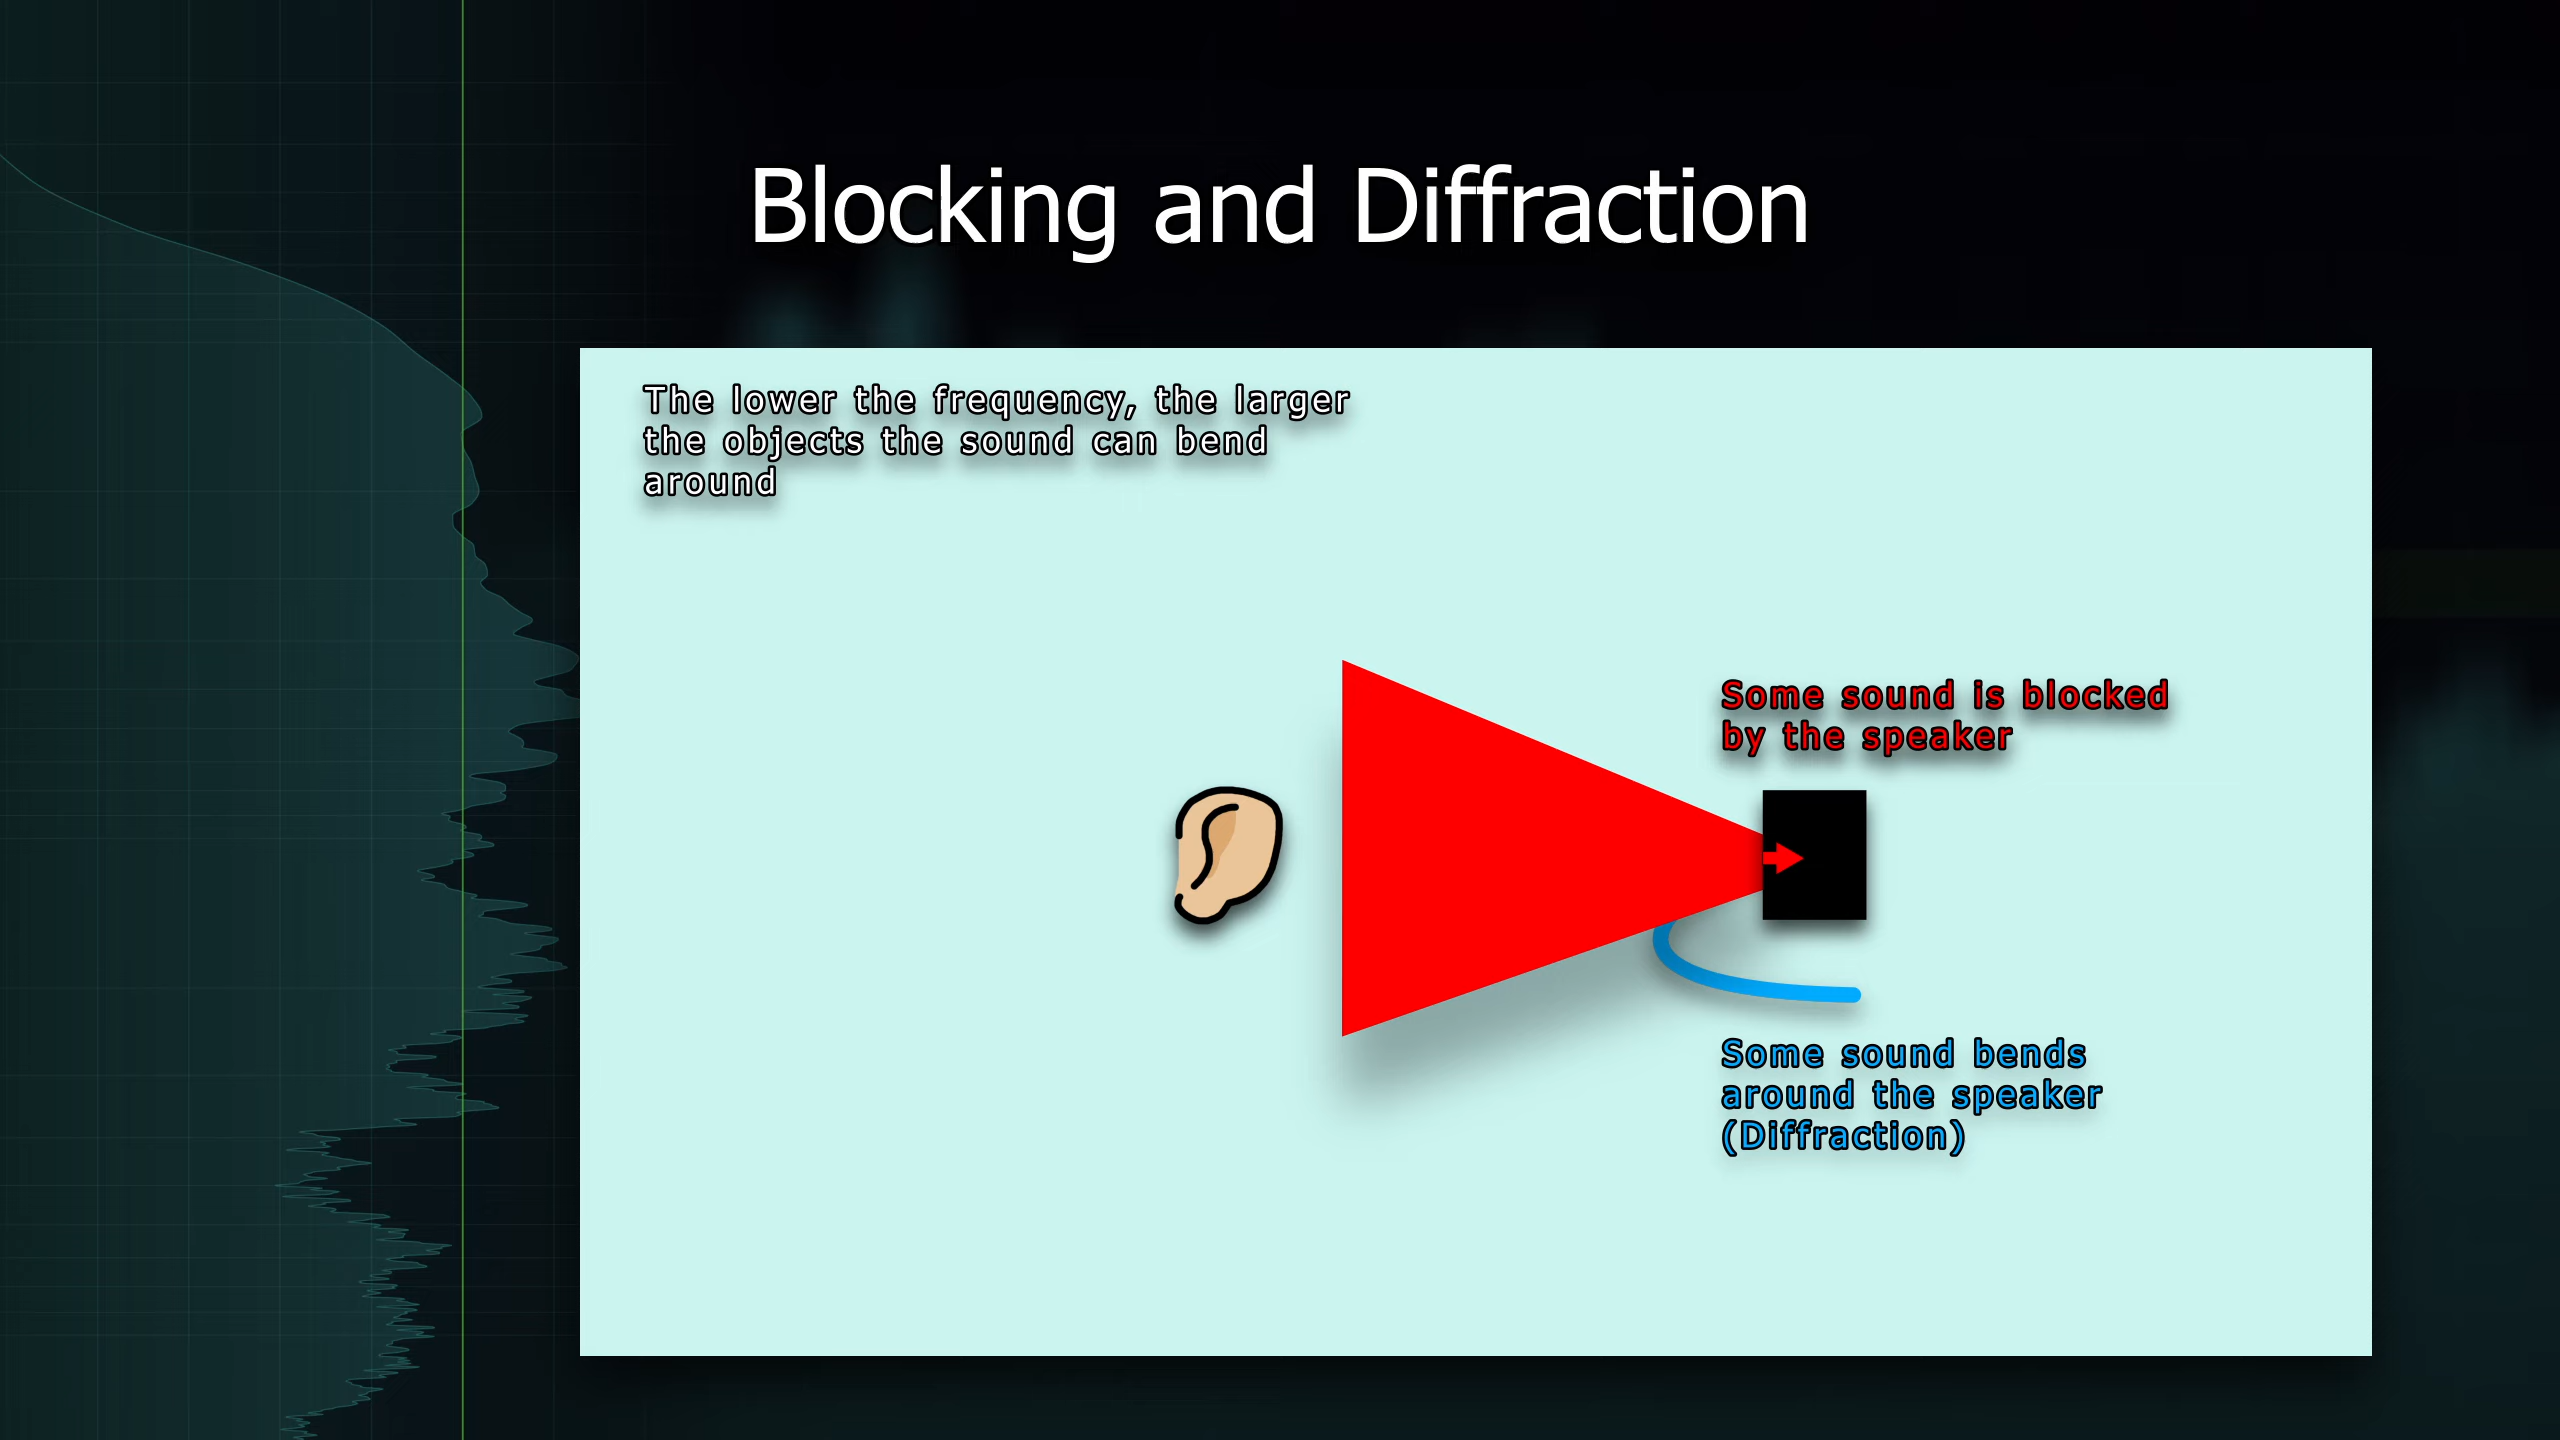 Blocking and Diffraction
The lower the frequency, the larger
the objects the sound can bend
around
Some sound is blocked
by the speaker
Some sound bends
around the speaker
(Diffraction)